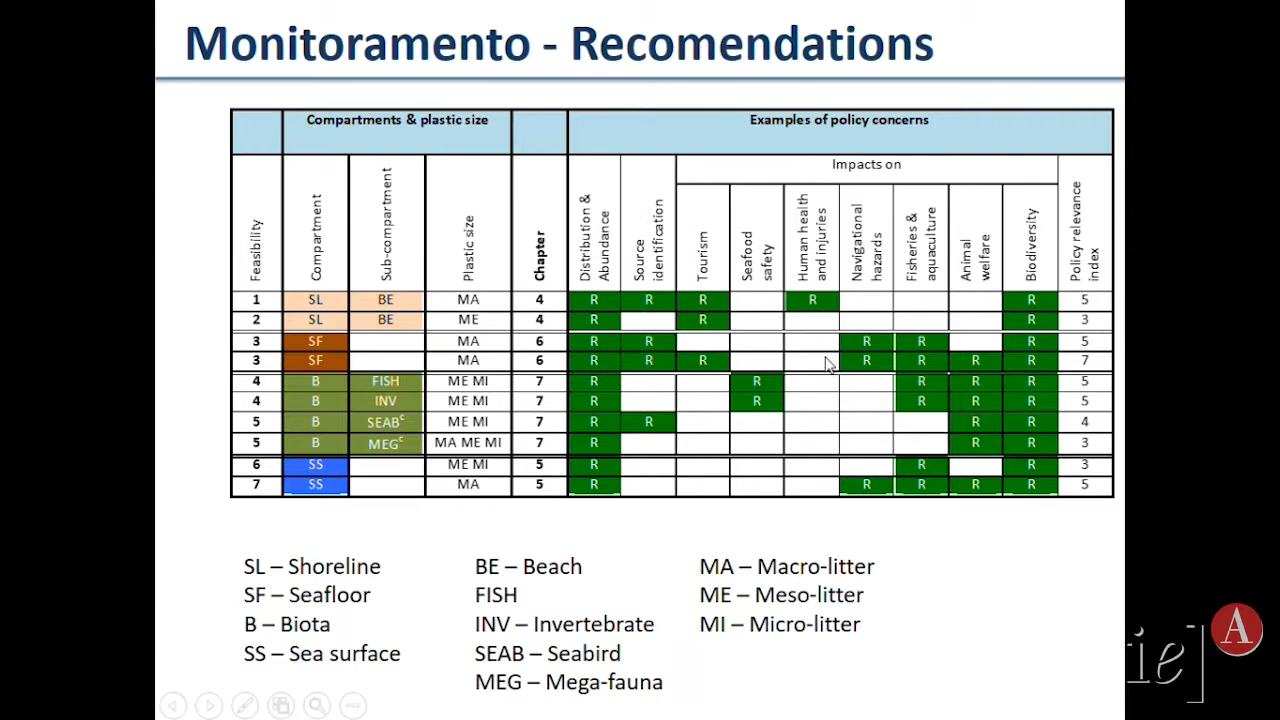 Monitoramento - Recomendations
Compartments & plastic size
Examples of policy concerns
Impacts on
Feasibility
Compartment
Sub-compartment
Plastic size
Chapter
Distribution &
Abundance
Source
identification
Tourism
Seafood
safety
Human health
and injuries
Navigational
hazards
Fisheries &
aquaculture
Animal
welfare
Biodiversity
Policy relevance
index
1 SL BE MA 4 R R R R R 5
2 SL BE ME 4 R R R 3
3 SF MA 6 R R R R R 5
3 SF MA 6 R R R R R R R 7
4 B FISH ME MI 7 R R R R R 5
4 B INV ME MI 7 R R R R R 5
5 B SEABc ME MI 7 R R R R 4
5 B MEGc MA ME MI 7 R R R 3
6 SS ME MI 5 R R R 3
7 SS MA 5 R R R R R 5
SL – Shoreline BE – Beach MA – Macro-litter
SF – Seafloor FISH ME – Meso-litter
B – Biota INV – Invertebrate MI – Micro-litter
SS – Sea surface SEAB – Seabird
MEG – Mega-fauna
A
ie]